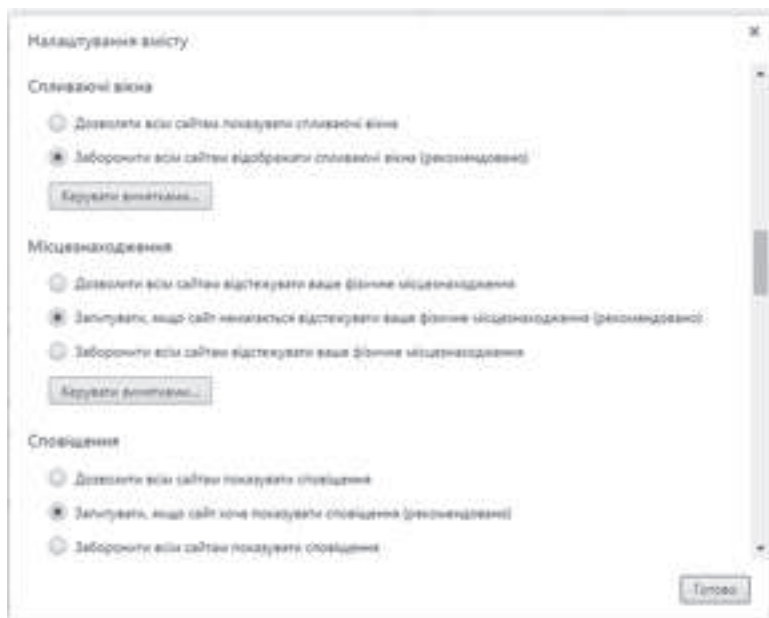 Налаштування вмісту
Спливаючі вікна
Дозволити всім сайтам показувати спливаючі вікна
Заборонити всім сайтам відображати спливаючі вікна (рекомендовано)
Керувати винятками...
Місцезнаходження
Дозволити всім сайтам відстежувати ваше фізичне місцезнаходження
Запитувати, якщо сайт намагається відстежувати ваше фізичне місцезнаходження (рекомендовано)
Заборонити всім сайтам відстежувати ваше фізичне місцезнаходження
Керувати винятками...
Сповіщення
Дозволити всім сайтам показувати сповіщення
Запитувати, якщо сайт хоче показувати сповіщення (рекомендовано)
Заборонити всім сайтам показувати сповіщення
Готово